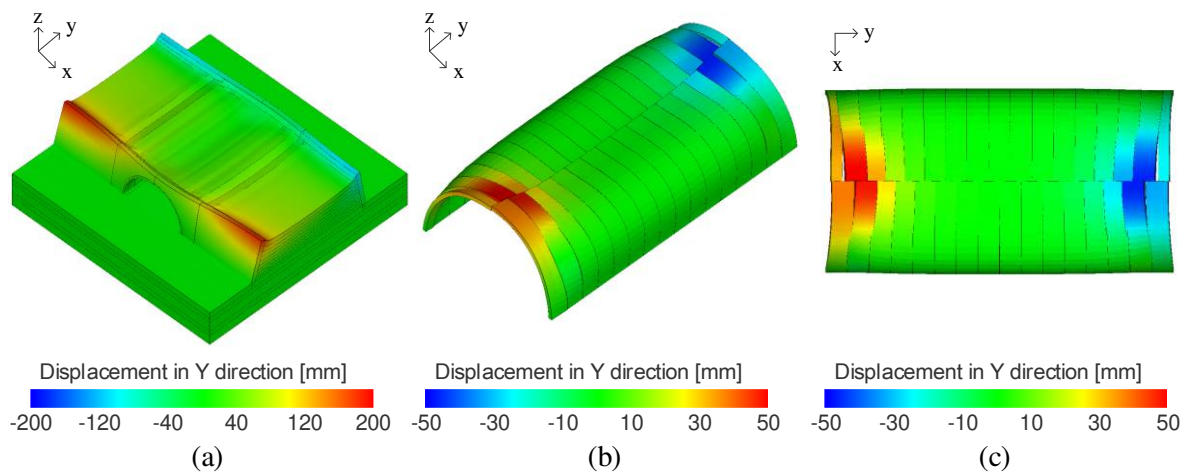 z
y
x
z
y
x
y
x
Displacement in Y direction [mm]
-200 -120 -40 40 120 200
(a)
Displacement in Y direction [mm]
-50 -30 -10 10 30 50
(b)
Displacement in Y direction [mm]
-50 -30 -10 10 30 50
(c)